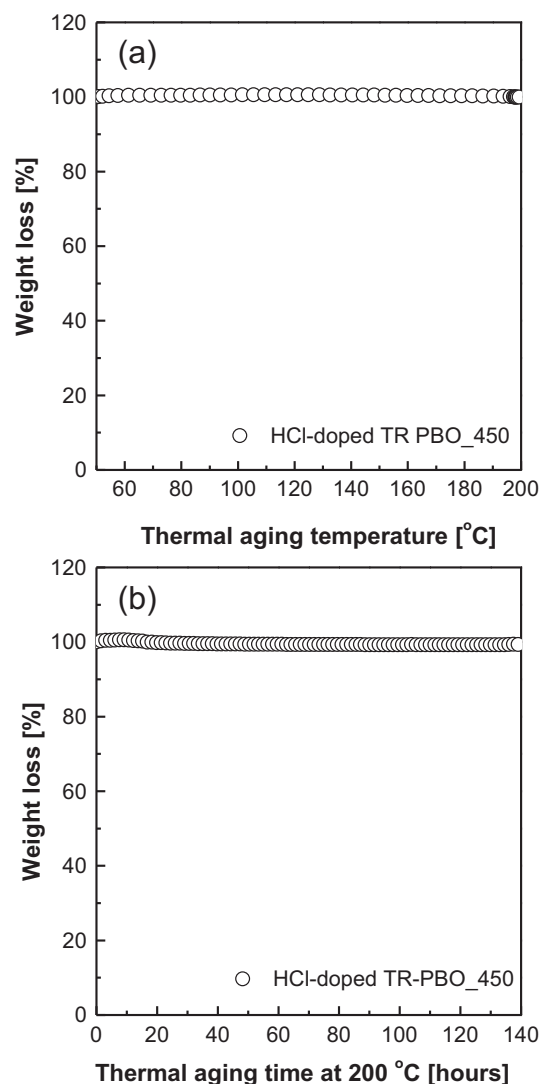 (a)
Weight loss [%]
120
100
80
60
40
20
0
HCl-doped TR PBO_450
60 80 100 120 140 160 180 200
Thermal aging temperature [°C]
(b)
Weight loss [%]
120
100
80
60
40
20
0
HCl-doped TR-PBO_450
0 20 40 60 80 100 120 140
Thermal aging time at 200 °C [hours]